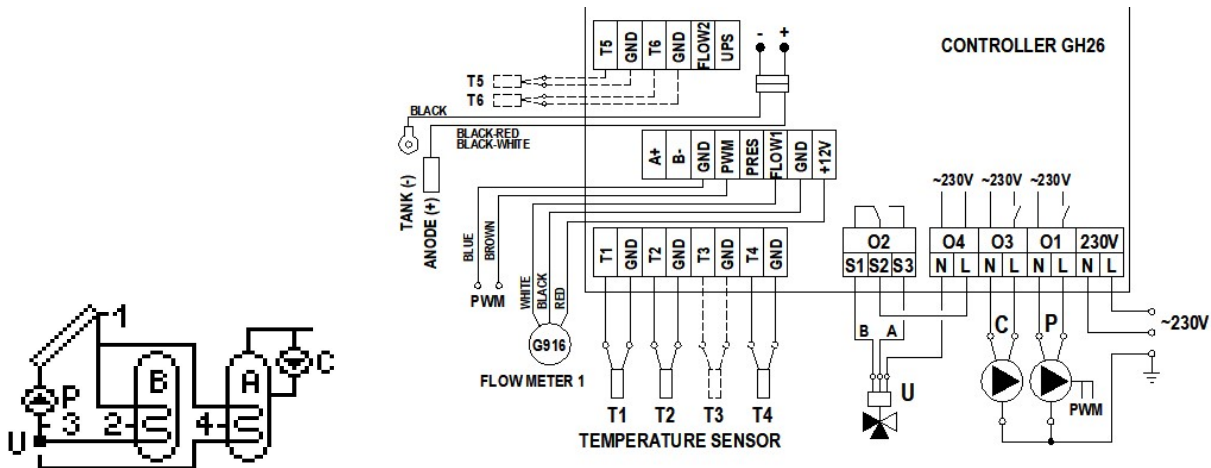 CONTROLLER GH26
T5 GND T6 GND FLOW2 UPS
- +
T5
T6
BLACK
BLACK-RED
BLACK-WHITE
TANK (-)
ANODE (+)
A+ B- GND PWM PRES FLOW1 GND +12V
BLUE
BROWN
PWM
WHITE
BLACK
RED
G916
FLOW METER 1
T1 GND T2 GND T3 GND T4 GND
T1 T2 T3 T4
TEMPERATURE SENSOR
~230V ~230V ~230V
O2 O4 O3 O1 230V
S1 S2 S3 N L N L N L N L
B A
U
C P
PWM
~230V
1
B A C
P
3 2 4
U